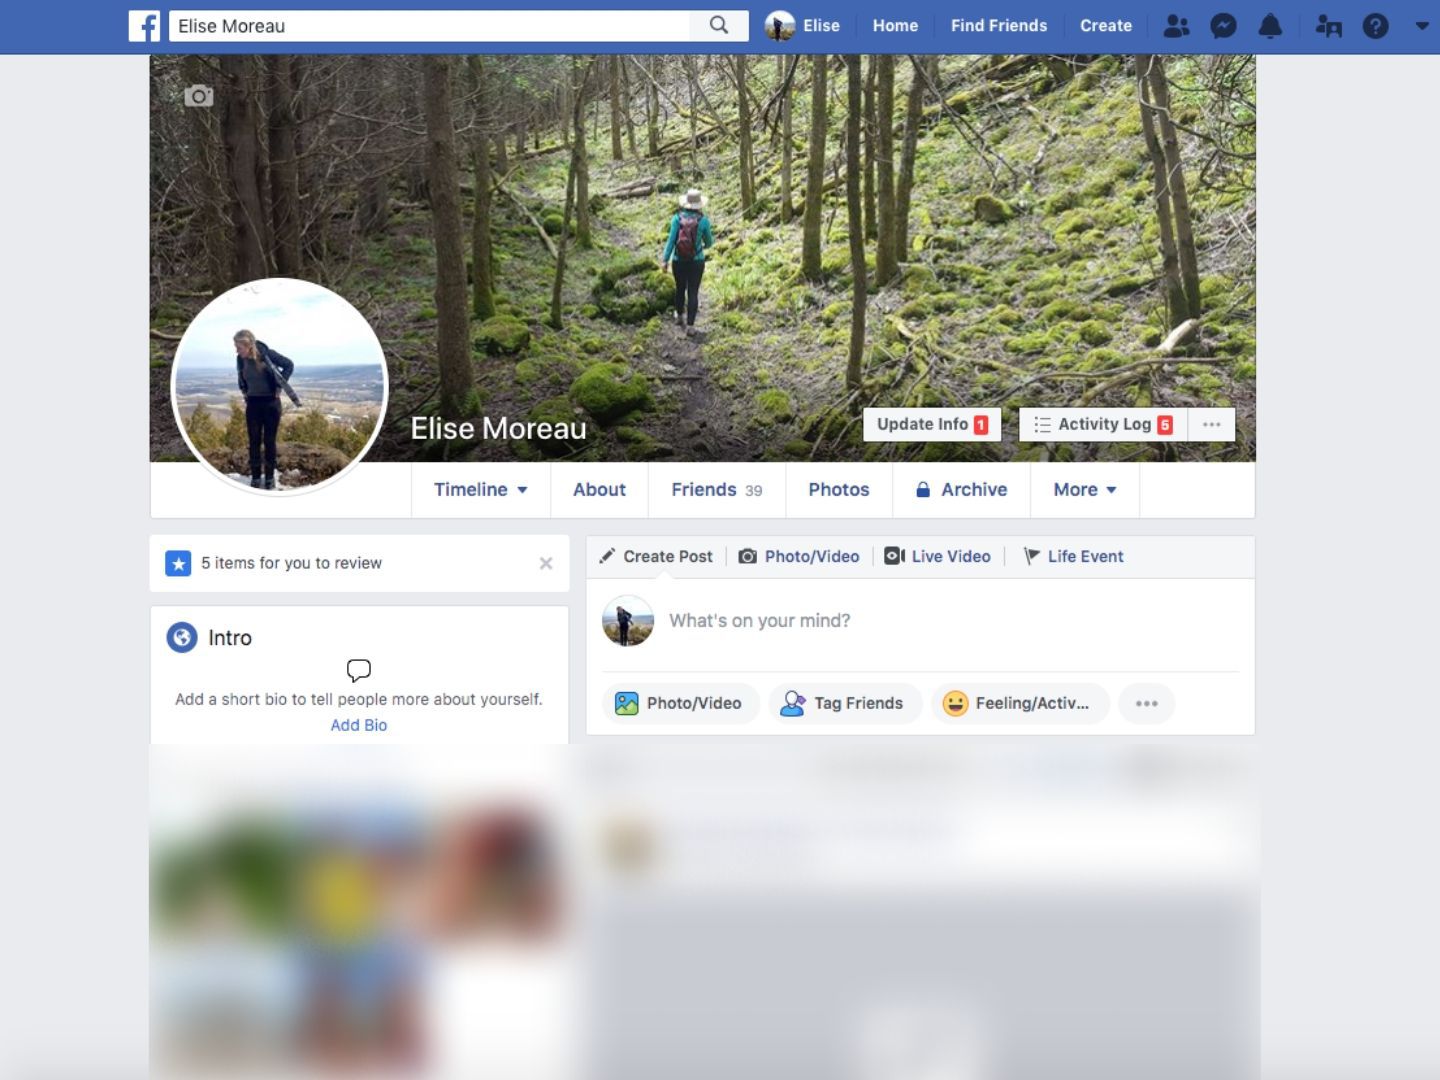 Elise Moreau
Elise
Home
Find Friends
Create
Elise Moreau
Update Info 1
Activity Log 5
Timeline
About
Friends 39
Photos
Archive
More
5 items for you to review
Intro
Add a short bio to tell people more about yourself.
Add Bio
Create Post
Photo/Video
Live Video
Life Event
What's on your mind?
Photo/Video
Tag Friends
Feeling/Activ...